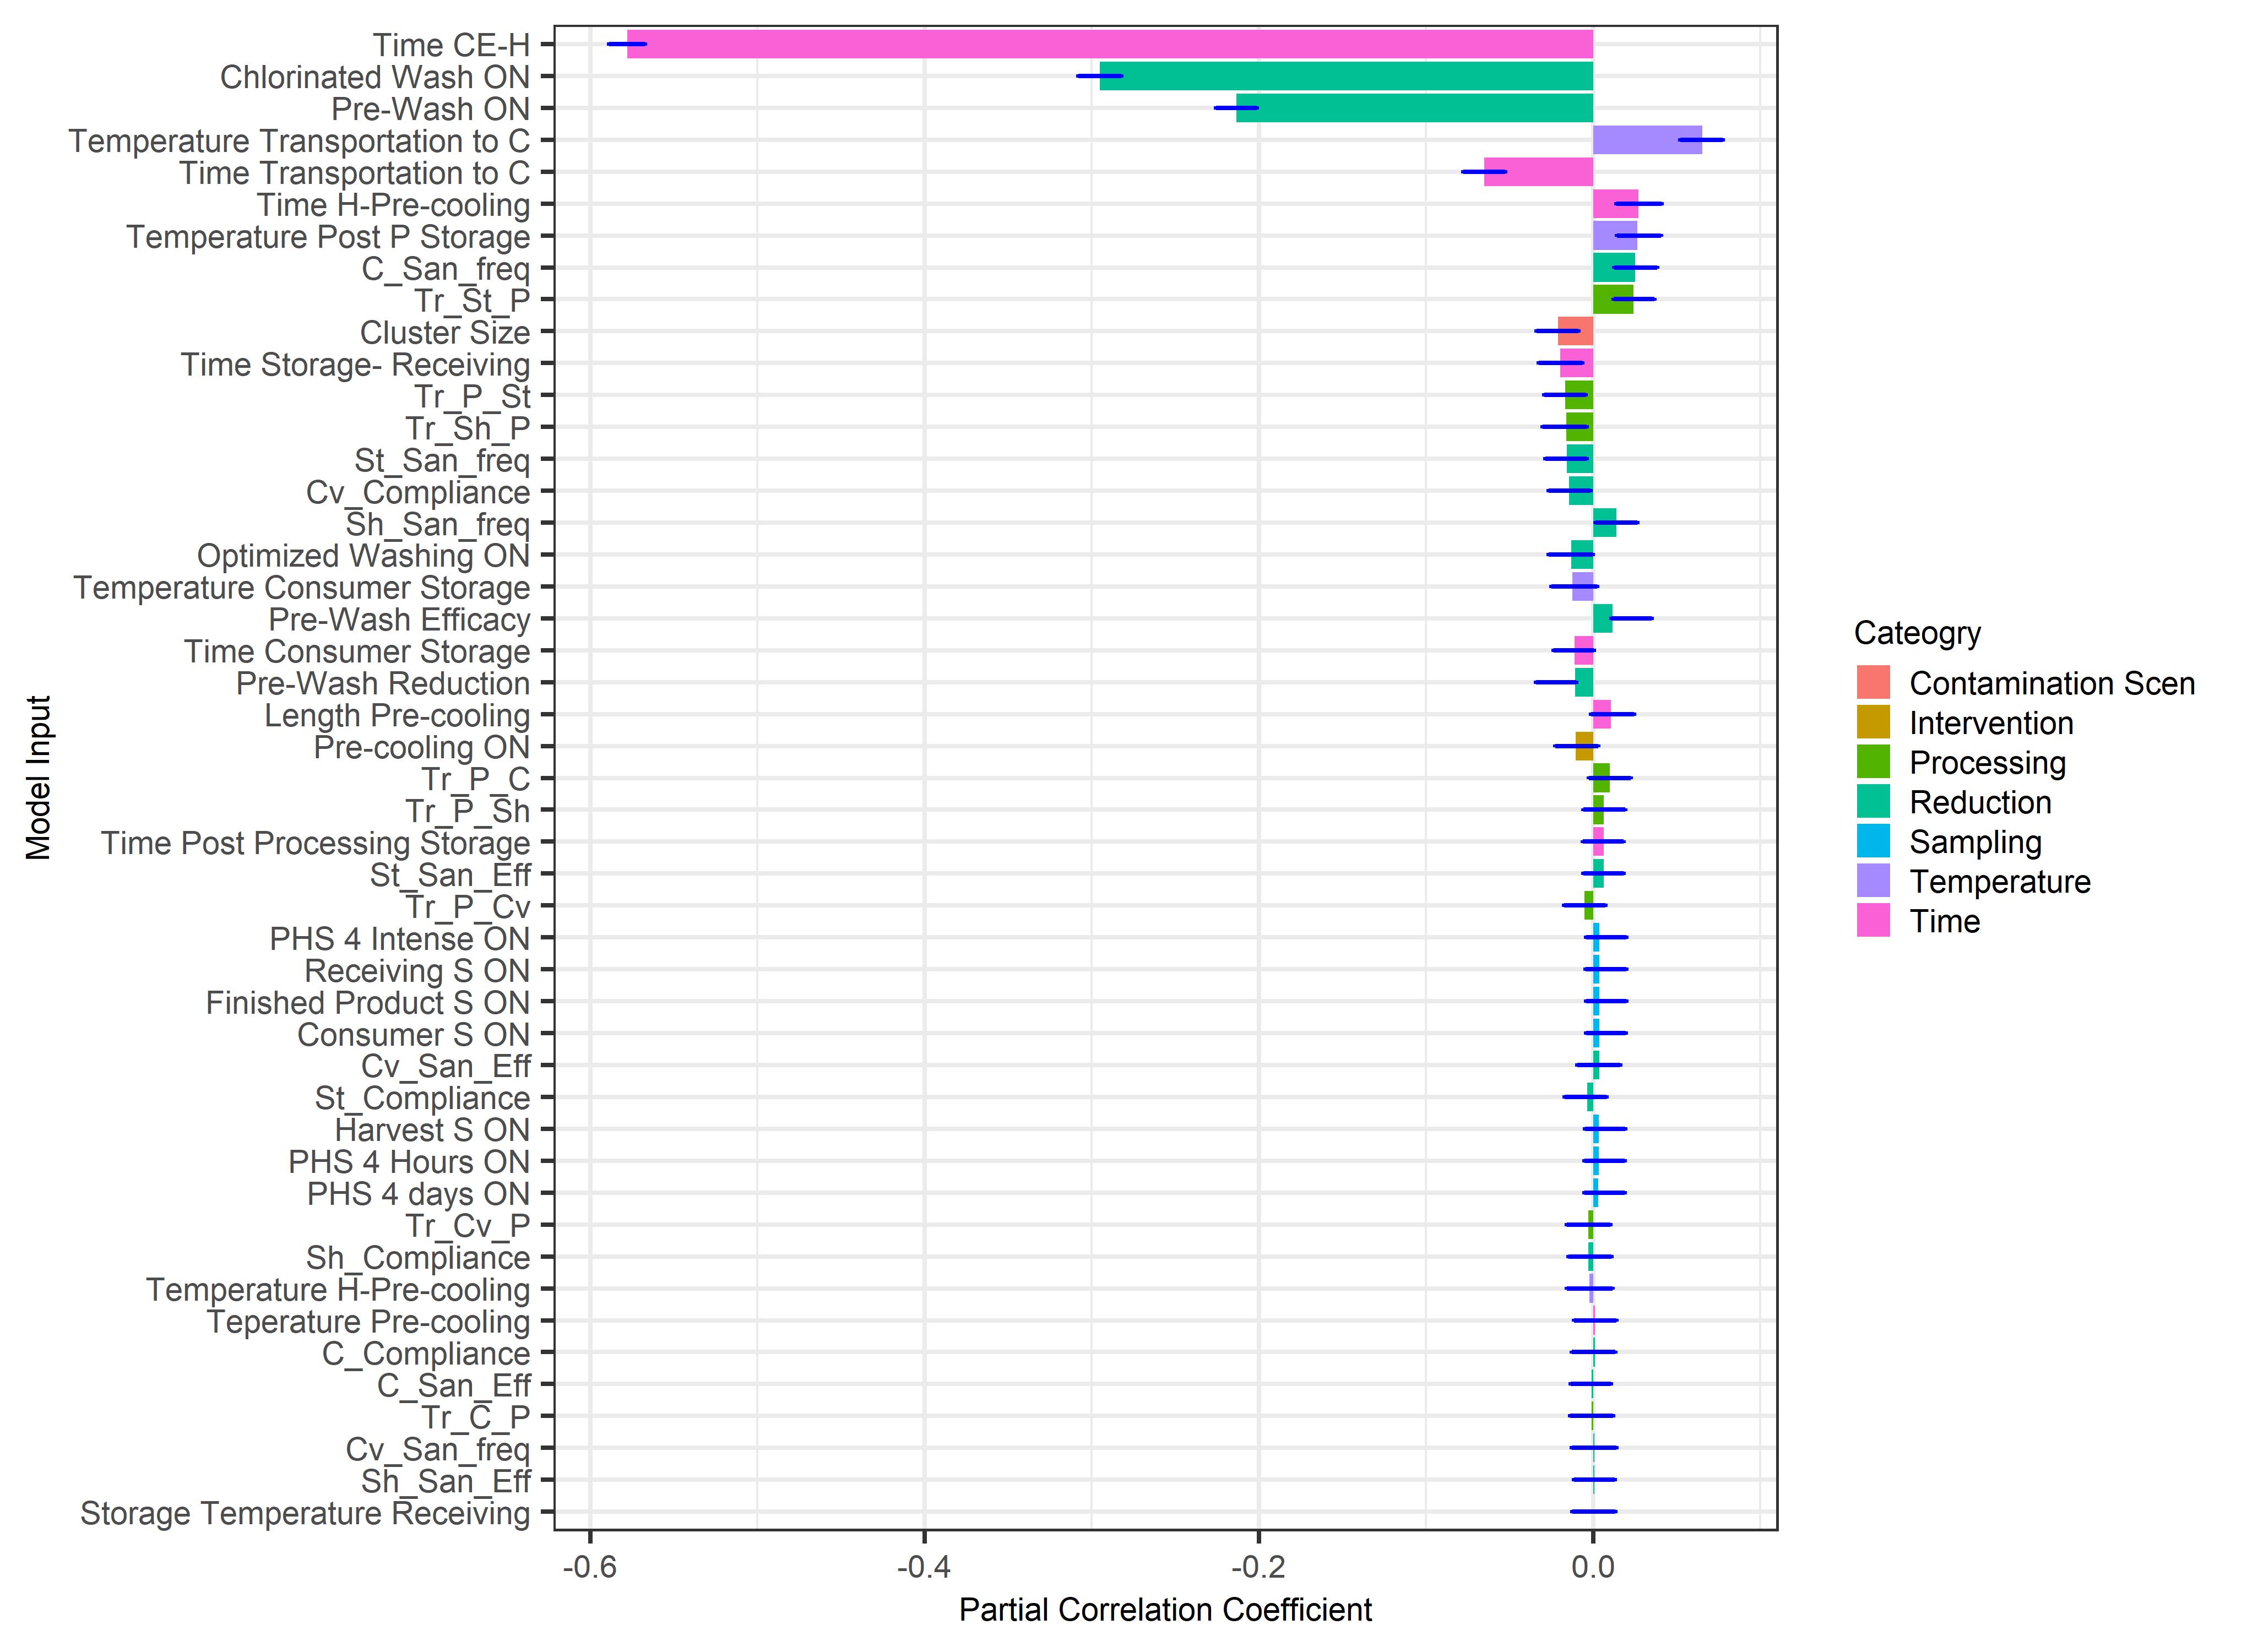 Time CE-H
Chlorinated Wash ON
Pre-Wash ON
Temperature Transportation to C
Time Transportation to C
Time H-Pre-cooling
Temperature Post P Storage
C_San_freq
Tr_St_P
Cluster Size
Time Storage- Receiving
Tr_P_St
Tr_Sh_P
St_San_freq
Cv_Compliance
Sh_San_freq
Optimized Washing ON
Temperature Consumer Storage
Pre-Wash Efficacy
Time Consumer Storage
Pre-Wash Reduction
Length Pre-cooling
Pre-cooling ON
Tr_P_C
Tr_P_Sh
Time Post Processing Storage
St_San_Eff
Tr_P_Cv
PHS 4 Intense ON
Receiving S ON
Finished Product S ON
Consumer S ON
Cv_San_Eff
St_Compliance
Harvest S ON
PHS 4 Hours ON
PHS 4 days ON
Tr_Cv_P
Sh_Compliance
Temperature H-Pre-cooling
Teperature Pre-cooling
C_Compliance
C_San_Eff
Tr_C_P
Cv_San_freq
Sh_San_Eff
Storage Temperature Receiving
Model Input
-0.6 -0.4 -0.2 0.0
Partial Correlation Coefficient
Cateogry
Contamination Scen
Intervention
Processing
Reduction
Sampling
Temperature
Time